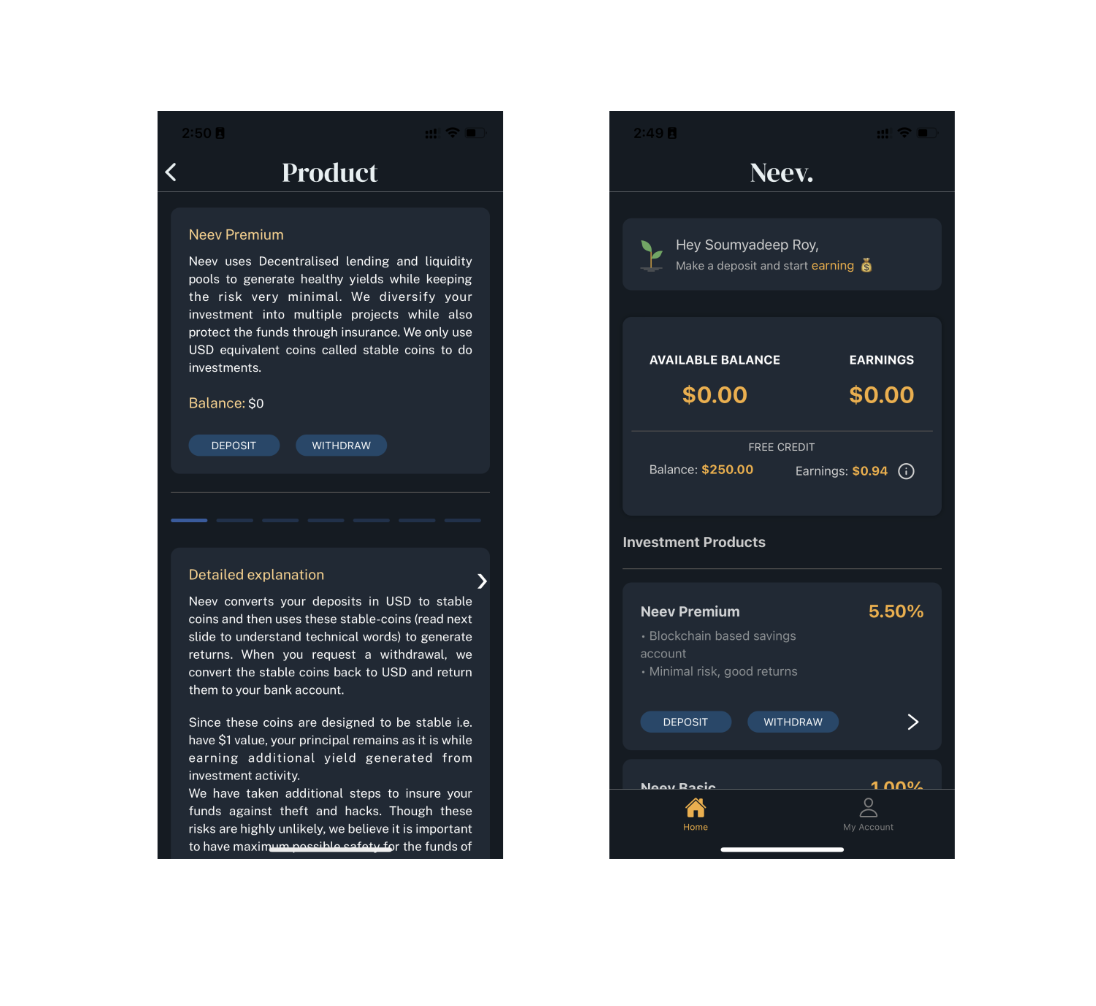 2:50
Product
Neev Premium
Neev uses Decentralised lending and liquidity
pools to generate healthy yields while keeping
the risk very minimal. We diversify your
investment into multiple projects while also
protect the funds through insurance. We only use
USD equivalent coins called stable coins to do
investments.
Balance: $0
DEPOSIT WITHDRAW
Detailed explanation
Neev converts your deposits in USD to stable
coins and then uses these stable-coins (read next
slide to understand technical words) to generate
returns. When you request a withdrawal, we
convert the stable coins back to USD and return
them to your bank account.
Since these coins are designed to be stable i.e.
have $1 value, your principal remains as it is while
earning additional yield generated from
investment activity.
We have taken additional steps to insure your
funds against theft and hacks. Though these
risks are highly unlikely, we believe it is important
to have maximum possible safety for the funds of
2:49
Neev.
Hey Soumyadeep Roy,
Make a deposit and start earning 💰
AVAILABLE BALANCE EARNINGS
$0.00 $0.00
FREE CREDIT
Balance: $250.00 Earnings: $0.94
Investment Products
Neev Premium 5.50%
• Blockchain based savings
account
• Minimal risk, good returns
DEPOSIT WITHDRAW
Neev Basic 1.00%
Home My Account